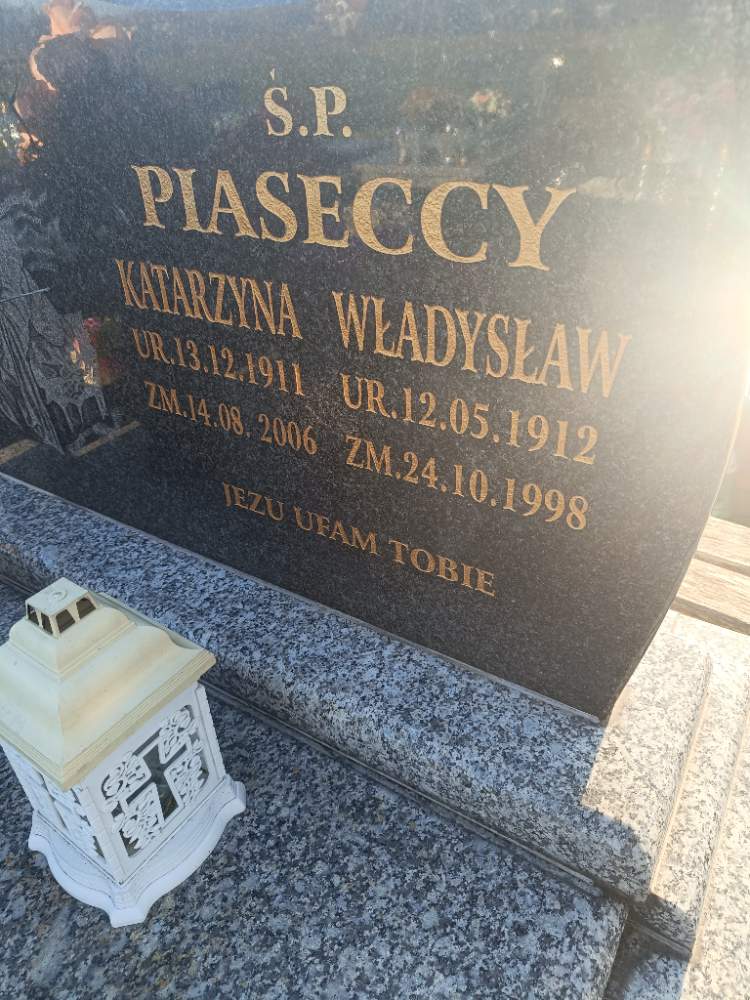 Ś.P.
PIASECCY
KATARZYNA WŁADYSŁAW
UR.13.12.1911 UR.12.05.1912
ZM.14.08.2006 ZM.24.10.1998
JEZU UFAM TOBIE